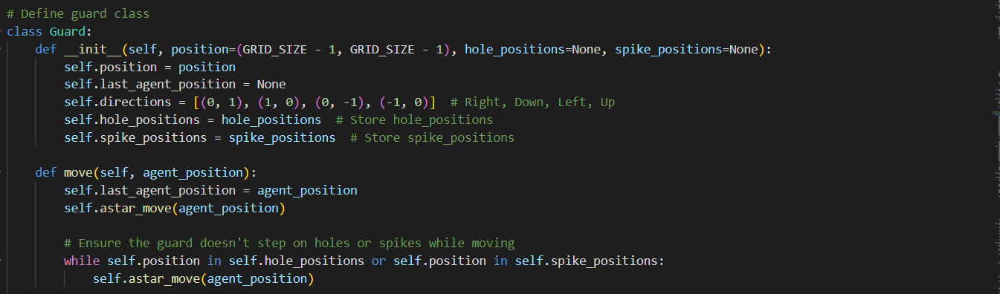 # Define guard class
class Guard:
    def __init__(self, position=(GRID_SIZE - 1, GRID_SIZE - 1), hole_positions=None, spike_positions=None):
        self.position = position
        self.last_agent_position = None
        self.directions = [(0, 1), (1, 0), (0, -1), (-1, 0)]  # Right, Down, Left, Up
        self.hole_positions = hole_positions  # Store hole_positions
        self.spike_positions = spike_positions  # Store spike_positions

    def move(self, agent_position):
        self.last_agent_position = agent_position
        self.astar_move(agent_position)

        # Ensure the guard doesn't step on holes or spikes while moving
        while self.position in self.hole_positions or self.position in self.spike_positions:
            self.astar_move(agent_position)